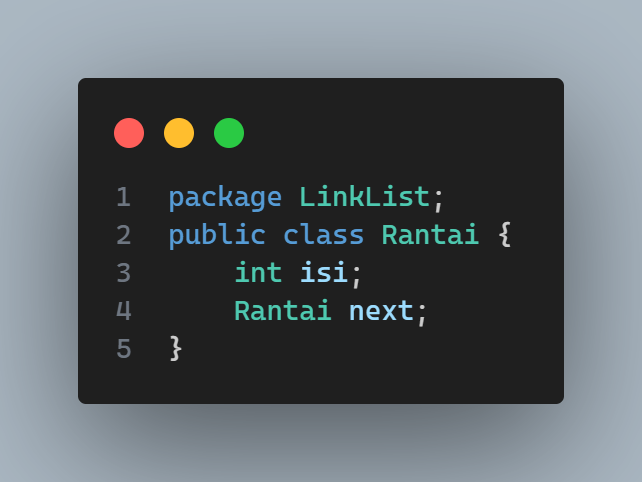 1 package LinkList;
2 public class Rantai {
3     int isi;
4     Rantai next;
5 }